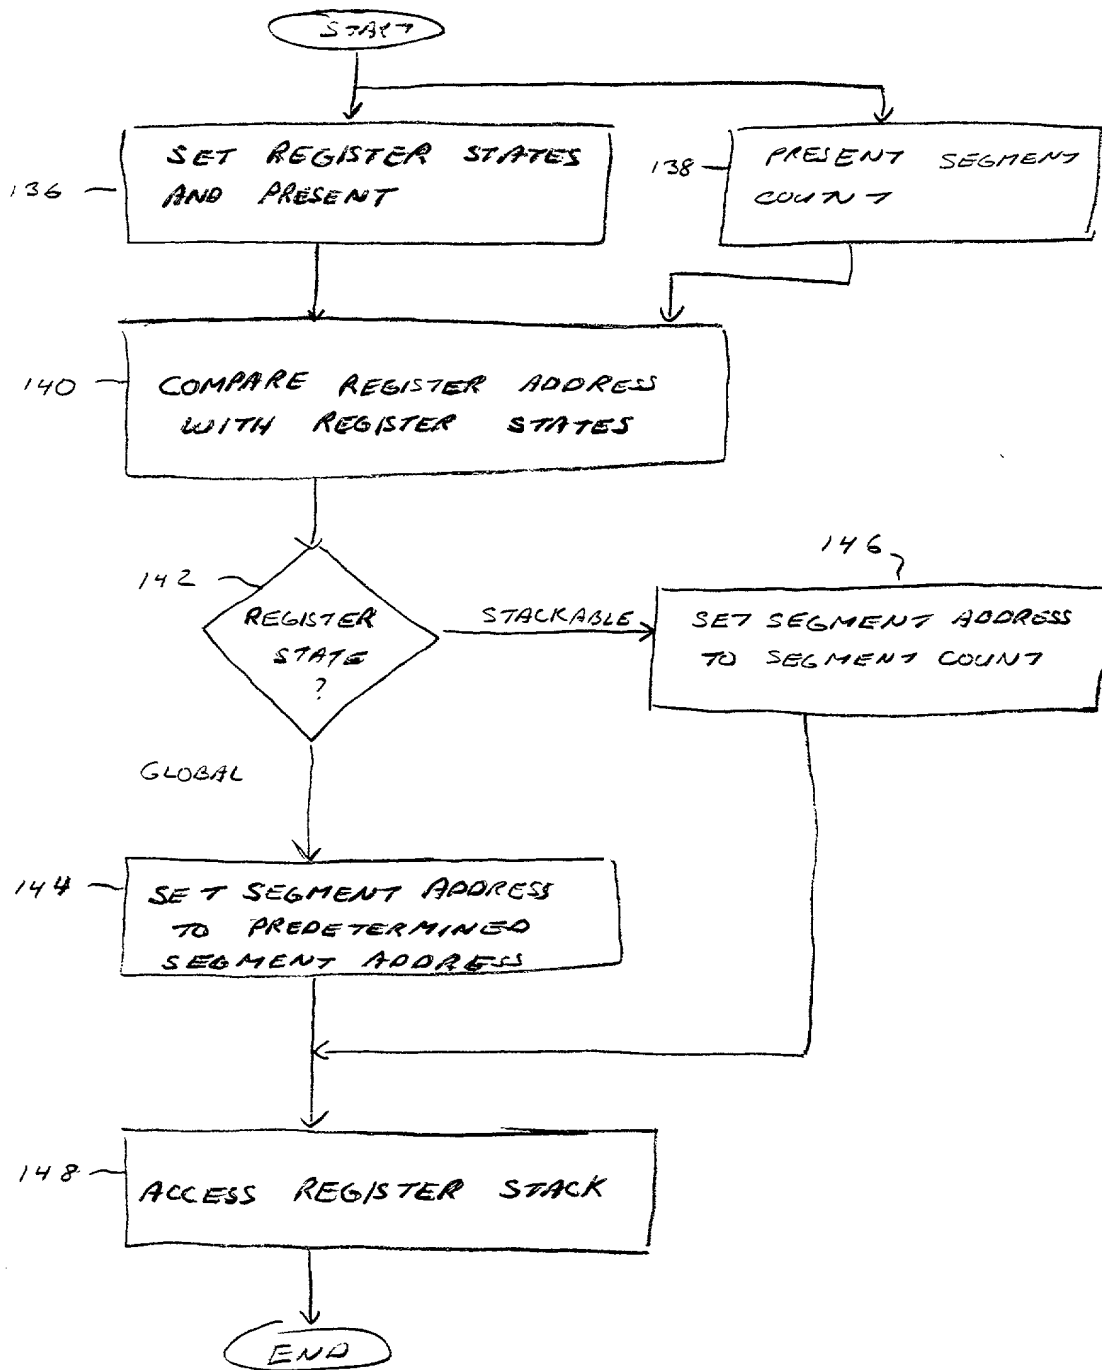 START
136
SET REGISTER STATES
AND PRESENT
138
PRESENT SEGMENT
COUNT
140
COMPARE REGISTER ADDRESS
WITH REGISTER STATES
142
REGISTER
STATE
?
STACKABLE
146
SET SEGMENT ADDRESS
TO SEGMENT COUNT
GLOBAL
144
SET SEGMENT ADDRESS
TO PREDETERMINED
SEGMENT ADDRESS
148
ACCESS REGISTER STACK
END